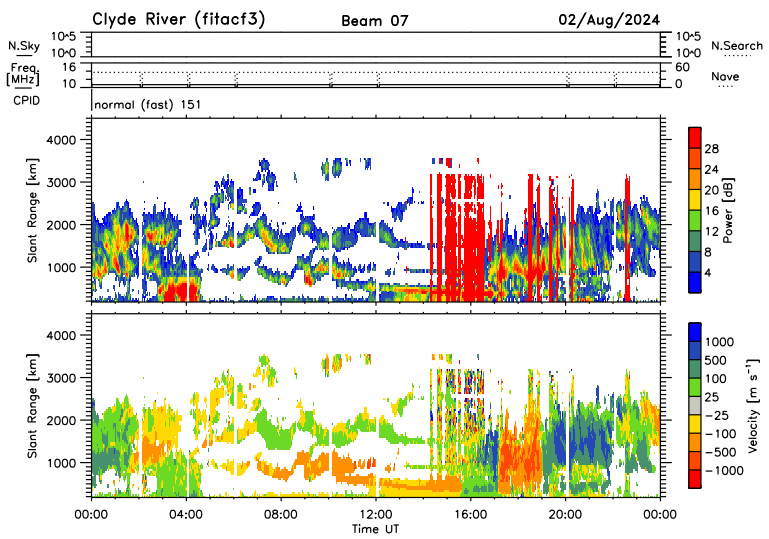 Clyde River (fitacf3) Beam 07 02/Aug/2024
N.Sky 10^5 10^0 10^5 10^0 N.Search
Freq. [MHz] 16 10 60 0 Nave
CPID normal (fast) 151
Slant Range [km] 4000 3000 2000 1000
Power [dB] 28 24 20 16 12 8 4
Slant Range [km] 4000 3000 2000 1000
Velocity [m s⁻¹] 1000 500 100 25 −25 −100 −500 −1000
00:00 04:00 08:00 12:00 16:00 20:00 00:00
Time UT